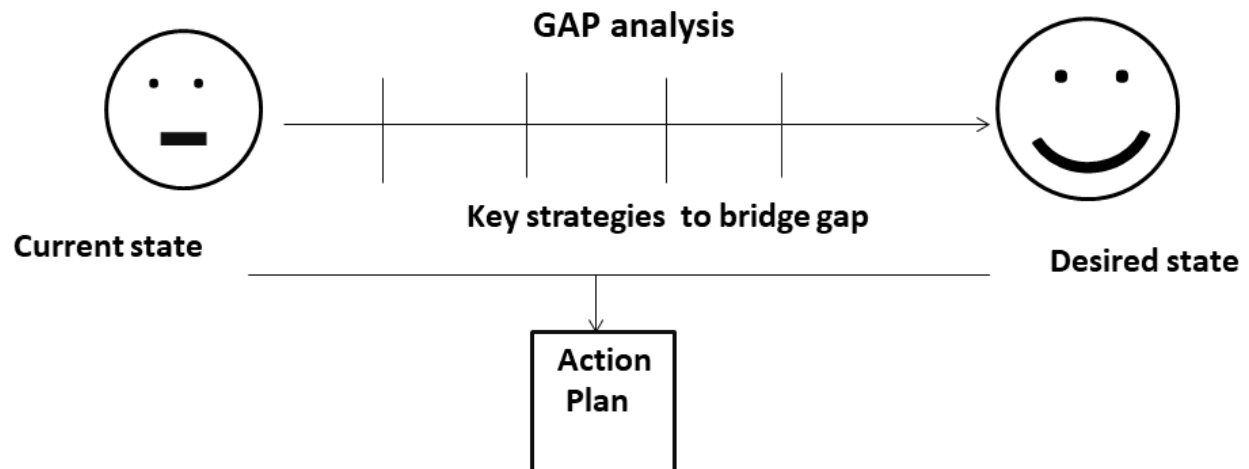 GAP analysis
Key strategies to bridge gap
Current state
Desired state
Action
Plan